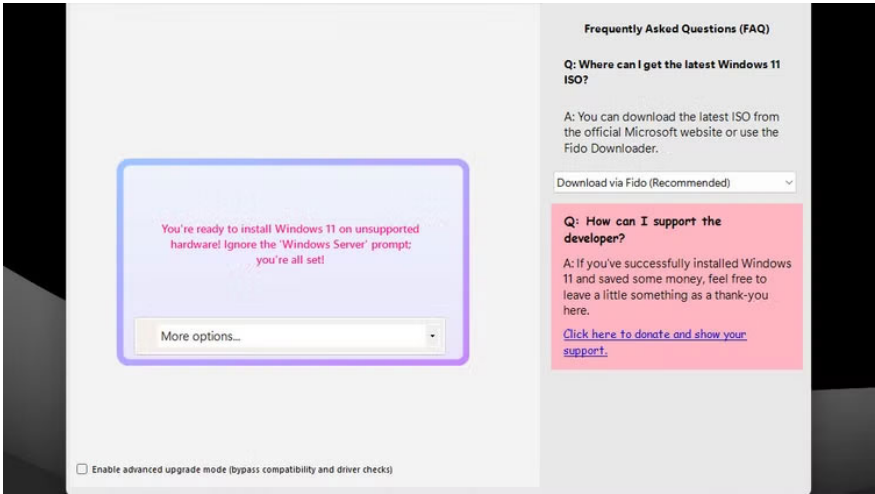 You're ready to install Windows 11 on unsupported
hardware! Ignore the 'Windows Server' prompt;
you're all set!
More options...
Enable advanced upgrade mode (bypass compatibility and driver checks)
Frequently Asked Questions (FAQ)
Q: Where can I get the latest Windows 11
ISO?
A: You can download the latest ISO from
the official Microsoft website or use the
Fido Downloader.
Download via Fido (Recommended)
Q: How can I support the
developer?
A: If you've successfully installed Windows
11 and saved some money, feel free to
leave a little something as a thank-you
here.
Click here to donate and show your
support.